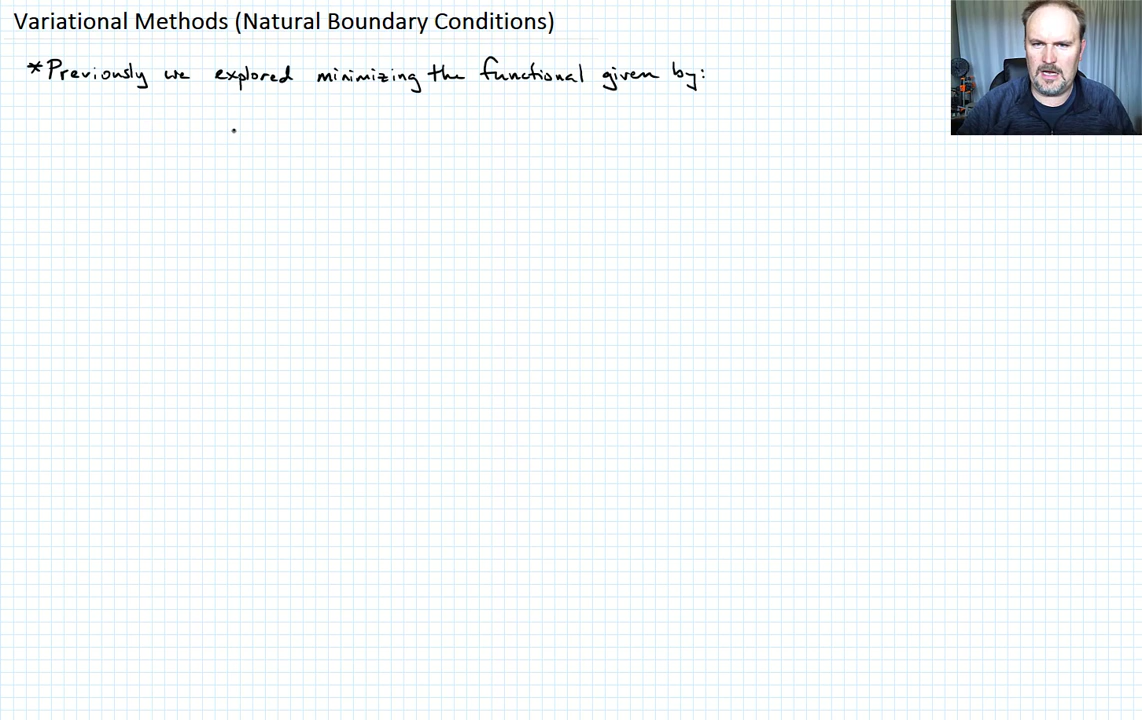 Variational Methods (Natural Boundary Conditions)
*Previously we explored minimizing the functional given by: